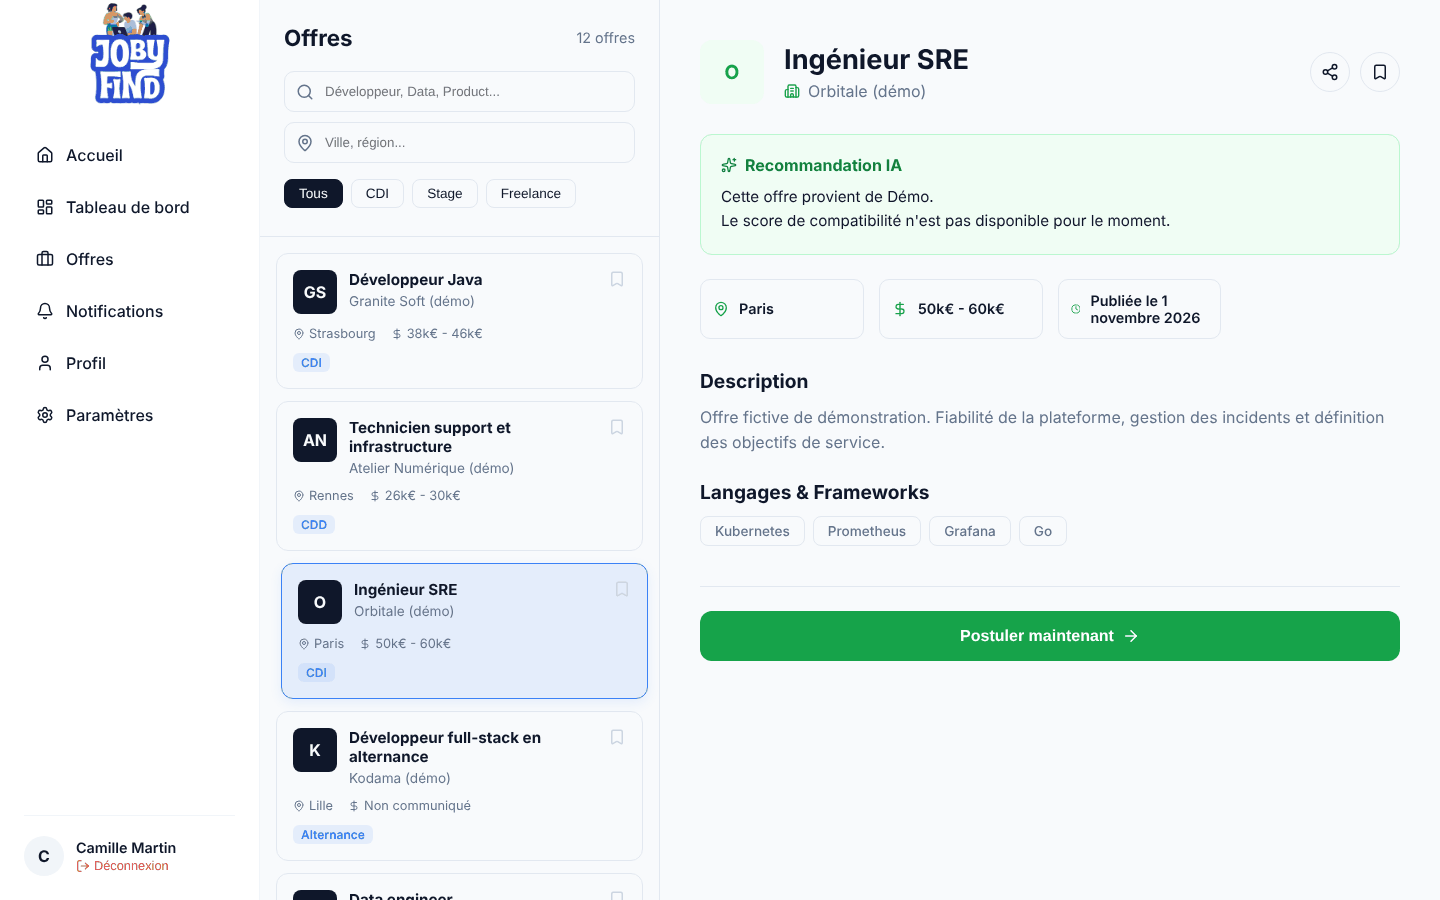 JOBY
FIND
Accueil
Tableau de bord
Offres
Notifications
Profil
Paramètres
C
Camille Martin
Déconnexion
Offres
12 offres
Développeur, Data, Product...
Ville, région...
Tous
CDI
Stage
Freelance
GS
Développeur Java
Granite Soft (démo)
Strasbourg
38k€ - 46k€
CDI
AN
Technicien support et
infrastructure
Atelier Numérique (démo)
Rennes
26k€ - 30k€
CDD
O
Ingénieur SRE
Orbitale (démo)
Paris
50k€ - 60k€
CDI
K
Développeur full-stack en
alternance
Kodama (démo)
Lille
Non communiqué
Alternance
Data engineer
O
Ingénieur SRE
Orbitale (démo)
Recommandation IA
Cette offre provient de Démo.
Le score de compatibilité n'est pas disponible pour le moment.
Paris
50k€ - 60k€
Publiée le 1
novembre 2026
Description
Offre fictive de démonstration. Fiabilité de la plateforme, gestion des incidents et définition
des objectifs de service.
Langages & Frameworks
Kubernetes
Prometheus
Grafana
Go
Postuler maintenant